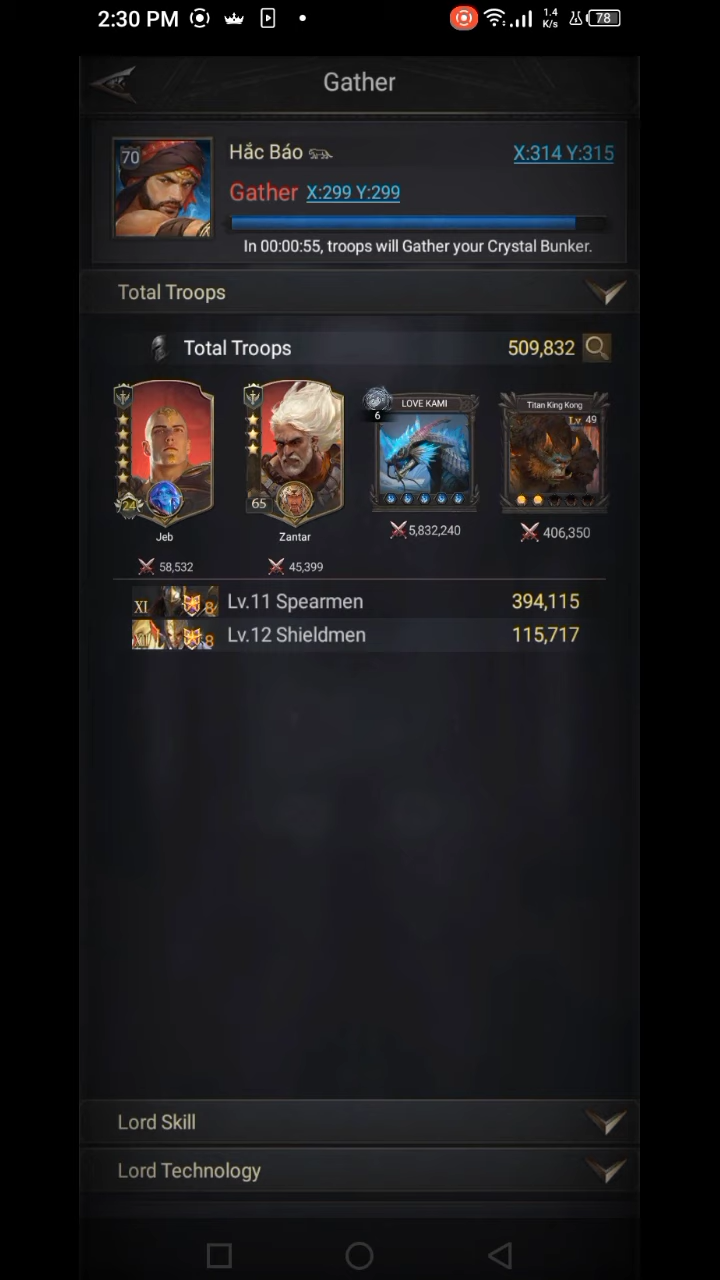 2:30 PM 1.4 K/s 78
Gather
70
Hắc Báo X:314 Y:315
Gather X:299 Y:299
In 00:00:55, troops will Gather your Crystal Bunker.
Total Troops
Total Troops 509,832
6 LOVE KAMI Titan King Kong
Lv 49
24 65
Jeb Zantar 5,832,240 406,350
58,532 45,399
XI 8 Lv.11 Spearmen 394,115
XII 8 Lv.12 Shieldmen 115,717
Lord Skill
Lord Technology